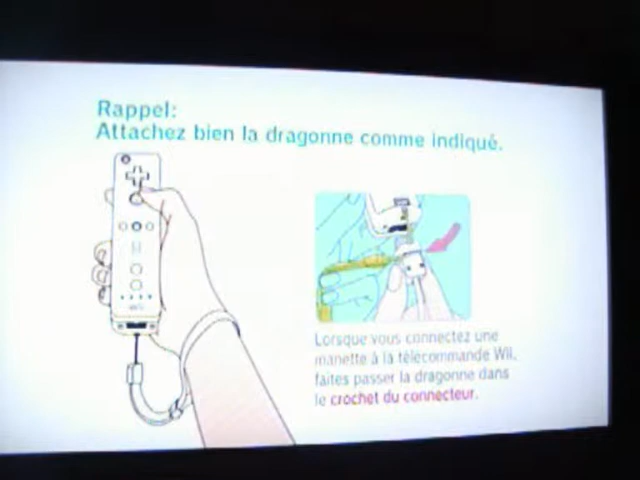 Rappel:
Attachez bien la dragonne comme indiqué.
Lorsque vous connectez une
manette à la télécommande Wii,
faites passer la dragonne dans
le crochet du connecteur.